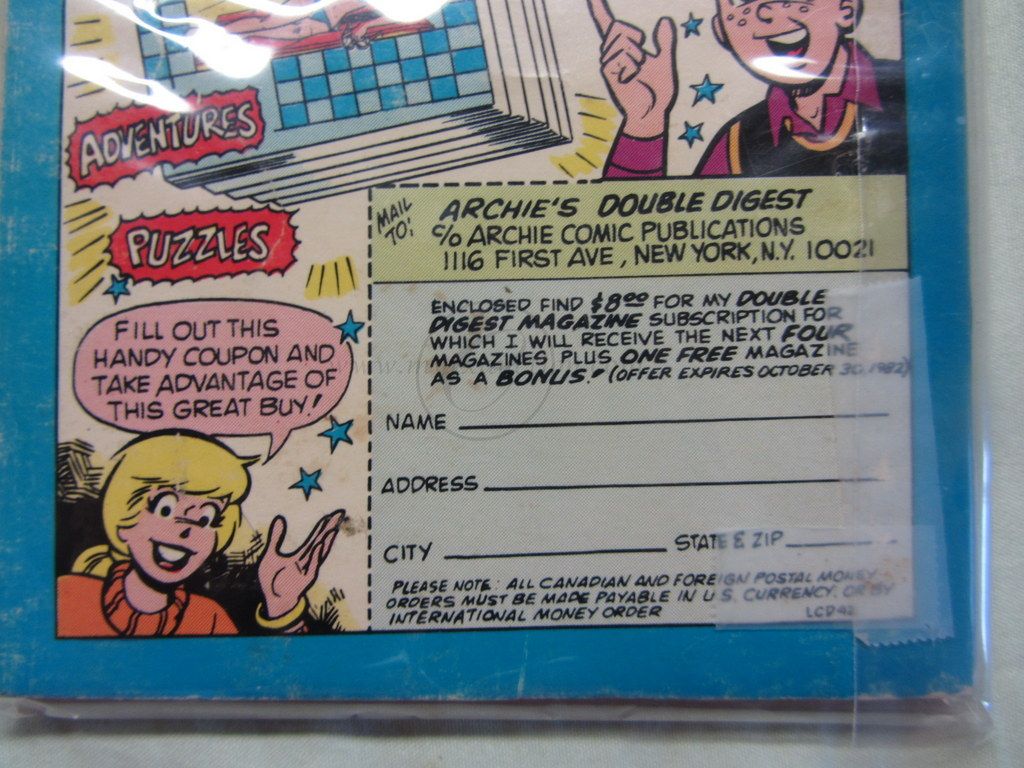 ADVENTURES
PUZZLES
FILL OUT THIS
HANDY COUPON AND
TAKE ADVANTAGE OF
THIS GREAT BUY!
MAIL
TO:
ARCHIE'S DOUBLE DIGEST
C/O ARCHIE COMIC PUBLICATIONS
1116 FIRST AVE, NEW YORK, N.Y. 10021
ENCLOSED FIND $8.00 FOR MY DOUBLE
DIGEST MAGAZINE SUBSCRIPTION FOR
WHICH I WILL RECEIVE THE NEXT FOUR
MAGAZINES PLUS ONE FREE MAGAZINE
AS A BONUS! (OFFER EXPIRES OCTOBER 30, 1982)
NAME
ADDRESS
CITY STATE & ZIP
PLEASE NOTE: ALL CANADIAN AND FOREIGN POSTAL MONEY
ORDERS MUST BE MADE PAYABLE IN U.S. CURRENCY, OR BY
INTERNATIONAL MONEY ORDER